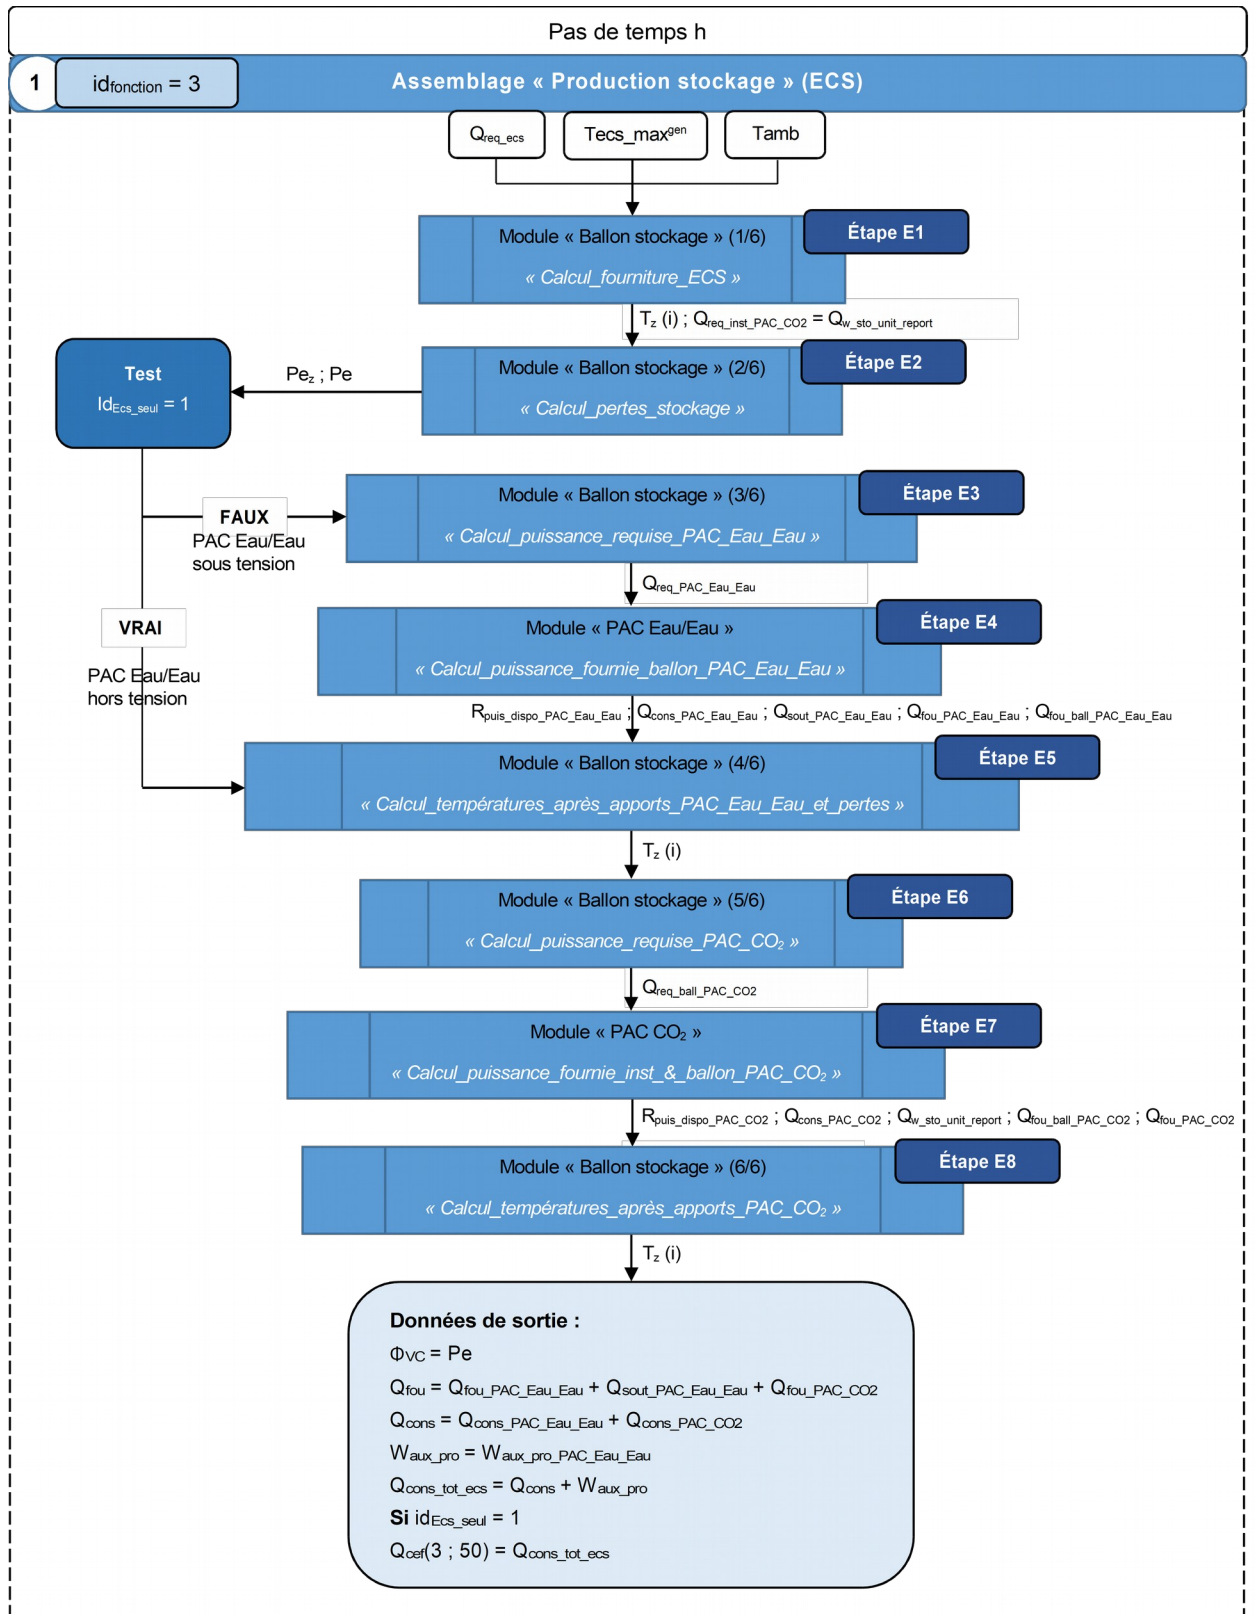 Pas de temps h
1
idfonction = 3
Assemblage « Production stockage » (ECS)
Qreq_ecs
Tecs_maxgen
Tamb
Module « Ballon stockage » (1/6)
Étape E1
« Calcul_fourniture_ECS »
Tz (i) ; Qreq_inst_PAC_CO2 = Qw_sto_unit_report
Module « Ballon stockage » (2/6)
Étape E2
« Calcul_pertes_stockage »
Pez ; Pe
Test
IdEcs_seul = 1
Module « Ballon stockage » (3/6)
Étape E3
« Calcul_puissance_requise_PAC_Eau_Eau »
FAUX
PAC Eau/Eau
sous tension
Qreq_PAC_Eau_Eau
Module « PAC Eau/Eau »
Étape E4
« Calcul_puissance_fournie_ballon_PAC_Eau_Eau »
VRAI
PAC Eau/Eau
hors tension
Rpuis_dispo_PAC_Eau_Eau ; Qcons_PAC_Eau_Eau ; Qsout_PAC_Eau_Eau ; Qfou_PAC_Eau_Eau ; Qfou_ball_PAC_Eau_Eau
Module « Ballon stockage » (4/6)
Étape E5
« Calcul_températures_après_apports_PAC_Eau_Eau_et_pertes »
Tz (i)
Module « Ballon stockage » (5/6)
Étape E6
« Calcul_puissance_requise_PAC_CO2 »
Qreq_ball_PAC_CO2
Module « PAC CO2 »
Étape E7
« Calcul_puissance_fournie_inst_&_ballon_PAC_CO2 »
Rpuis_dispo_PAC_CO2 ; Qcons_PAC_CO2 ; Qw_sto_unit_report ; Qfou_ball_PAC_CO2 ; Qfou_PAC_CO2
Module « Ballon stockage » (6/6)
Étape E8
« Calcul_températures_après_apports_PAC_CO2 »
Tz (i)
Données de sortie :
ΦVC = Pe
Qfou = Qfou_PAC_Eau_Eau + Qsout_PAC_Eau_Eau + Qfou_PAC_CO2
Qcons = Qcons_PAC_Eau_Eau + Qcons_PAC_CO2
Waux_pro = Waux_pro_PAC_Eau_Eau
Qcons_tot_ecs = Qcons + Waux_pro
Si idEcs_seul = 1
Qcef(3 ; 50) = Qcons_tot_ecs